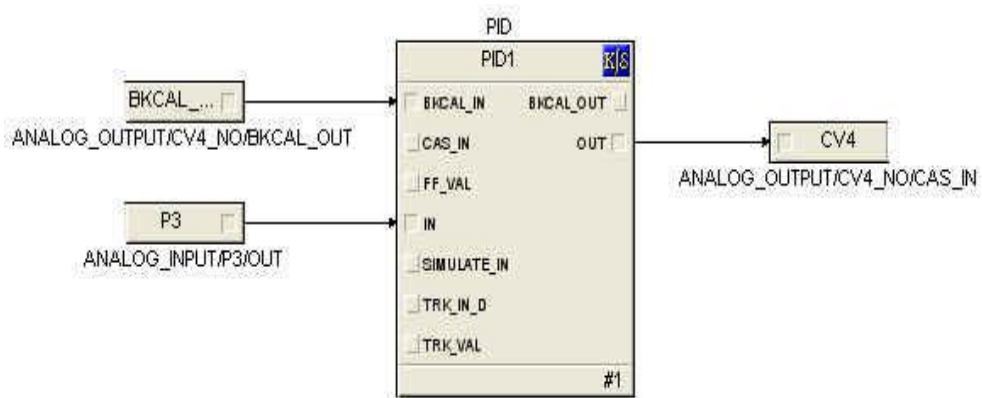 PID
PID1
K/S
BKCAL_...
ANALOG_OUTPUT/CV4_NO/BKCAL_OUT
P3
ANALOG_INPUT/P3/OUT
BKCAL_IN BKCAL_OUT
CAS_IN OUT
FF_VAL
IN
SIMULATE_IN
TRK_IN_D
TRK_VAL
#1
CV4
ANALOG_OUTPUT/CV4_NO/CAS_IN